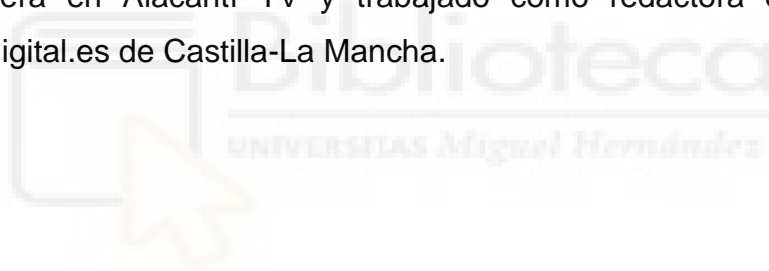 era en Alacantí TV y trabajado como redactora
igital.es de Castilla-La Mancha.
Biblioteca
UNIVERSITAS Miguel Hernández